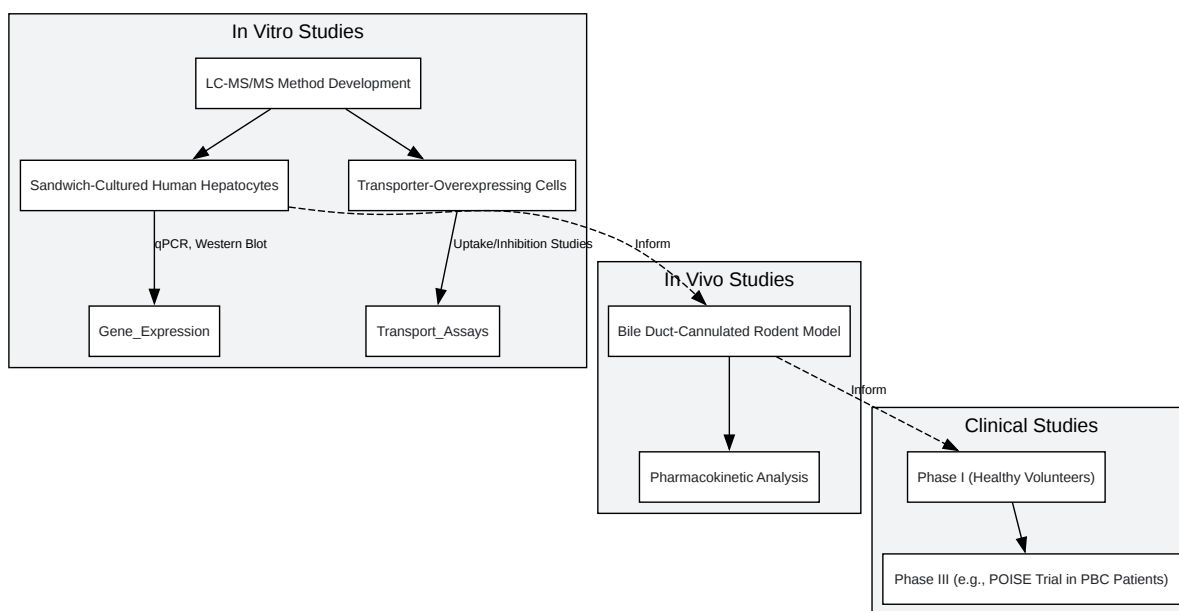 In Vitro Studies
LC-MS/MS Method Development
Sandwich-Cultured Human Hepatocytes
Transporter-Overexpressing Cells
qPCR, Western Blot
Uptake/Inhibition Studies
Inform
Gene_Expression
Transport_Assays
In Vivo Studies
Bile Duct-Cannulated Rodent Model
Inform
Pharmacokinetic Analysis
Clinical Studies
Phase I (Healthy Volunteers)
Phase III (e.g., POISE Trial in PBC Patients)